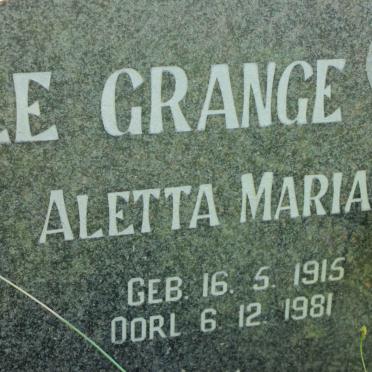 LE GRANGE
ALETTA MARIA
GEB. 16. 5. 1915
OORL 6. 12. 1981